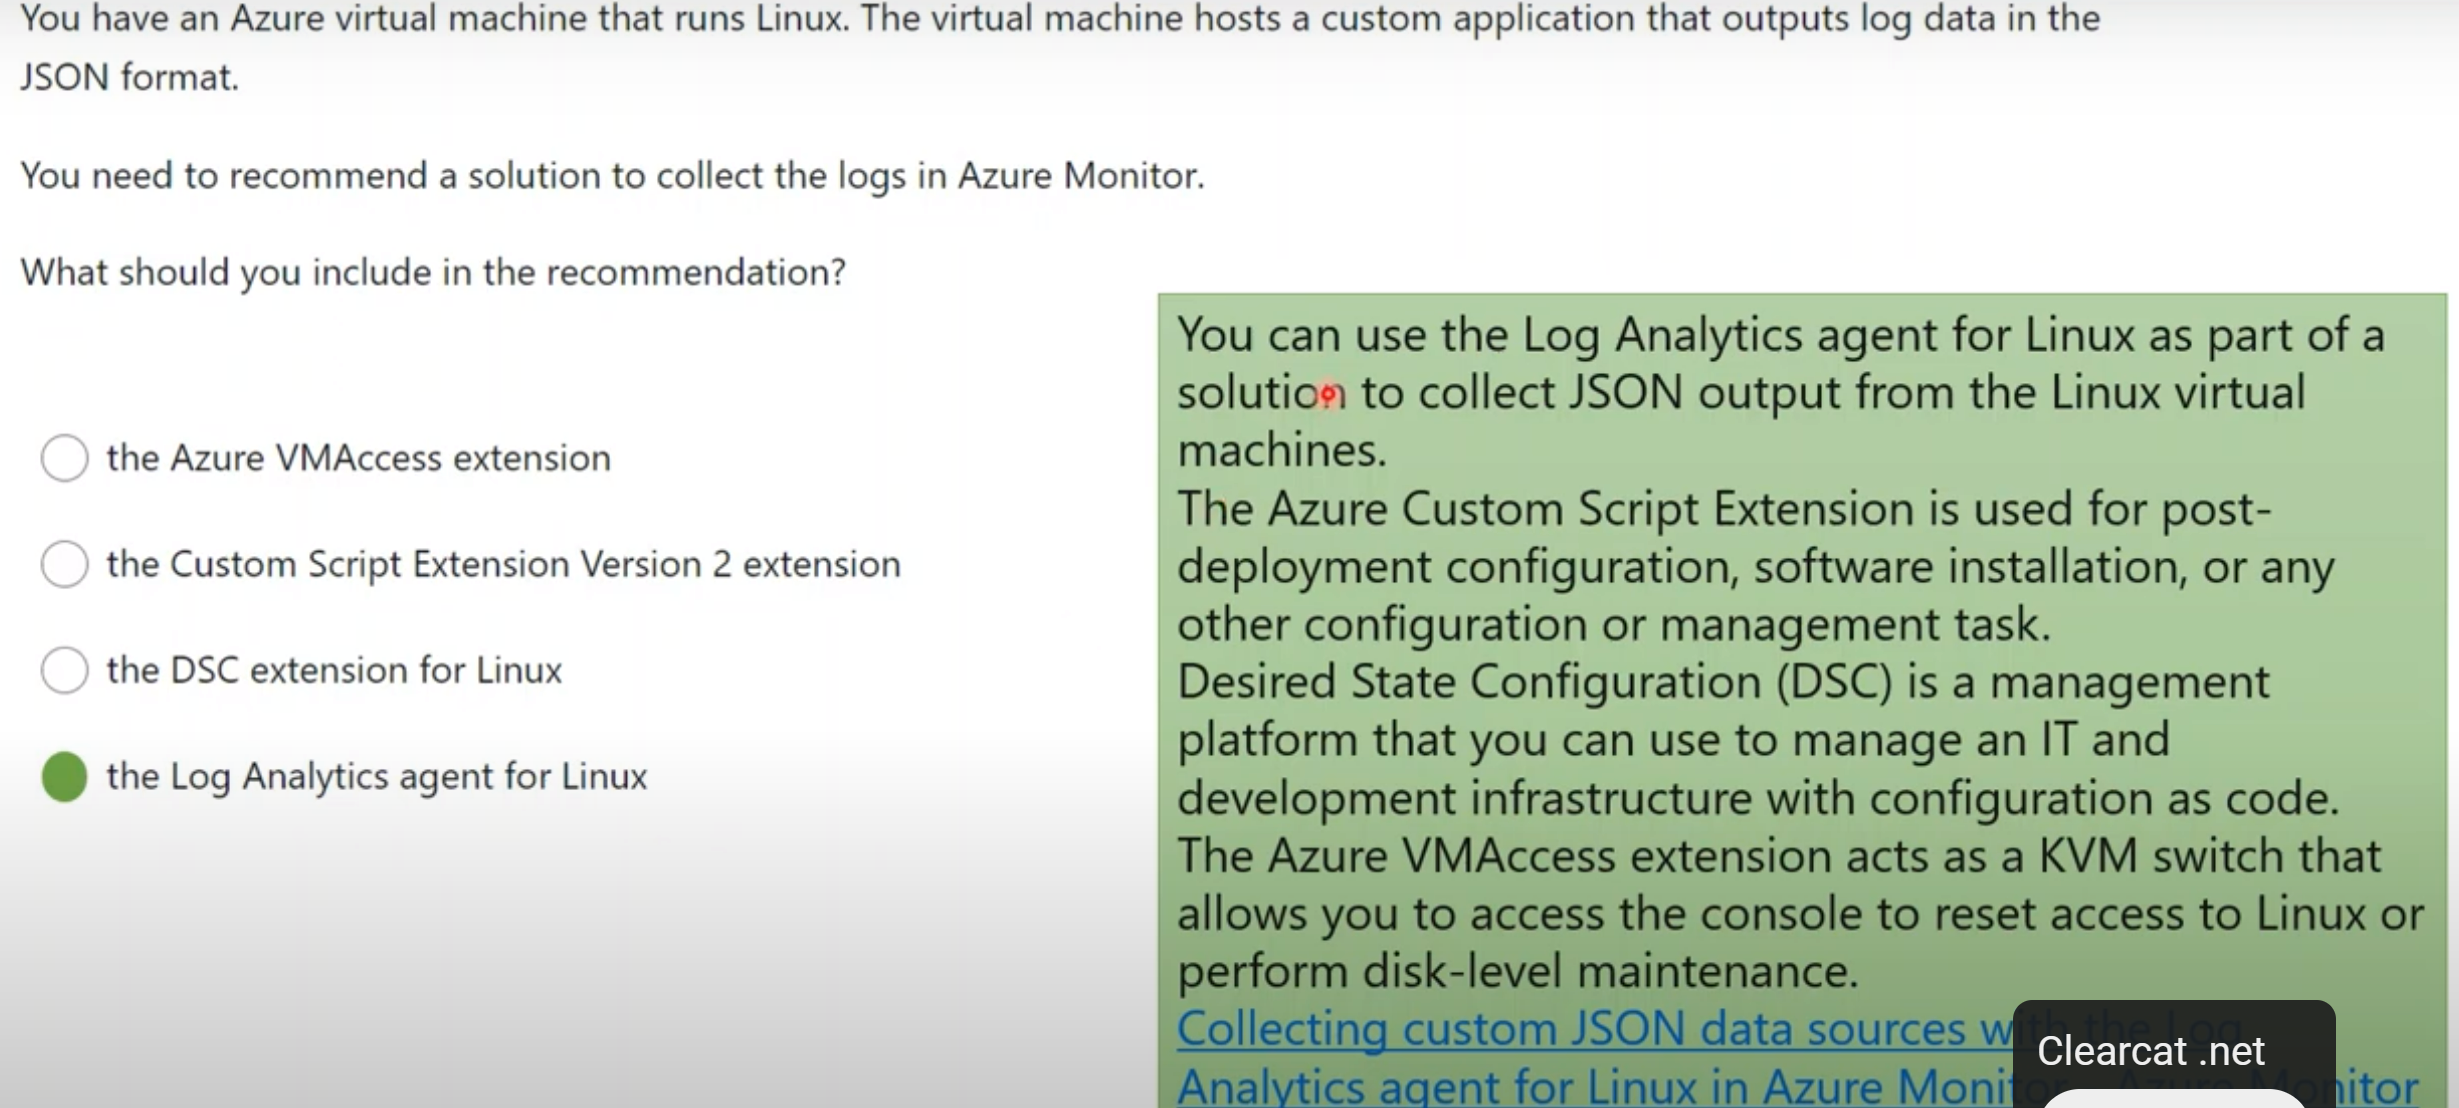 You have an Azure virtual machine that runs Linux. The virtual machine hosts a custom application that outputs log data in the
JSON format.
You need to recommend a solution to collect the logs in Azure Monitor.
What should you include in the recommendation?
the Azure VMAccess extension
the Custom Script Extension Version 2 extension
the DSC extension for Linux
the Log Analytics agent for Linux
You can use the Log Analytics agent for Linux as part of a
solution to collect JSON output from the Linux virtual
machines.
The Azure Custom Script Extension is used for post-
deployment configuration, software installation, or any
other configuration or management task.
Desired State Configuration (DSC) is a management
platform that you can use to manage an IT and
development infrastructure with configuration as code.
The Azure VMAccess extension acts as a KVM switch that
allows you to access the console to reset access to Linux or
perform disk-level maintenance.
Collecting custom JSON data sources with the Log
Analytics agent for Linux in Azure Monitor - Azure Monitor
Clearcat .net